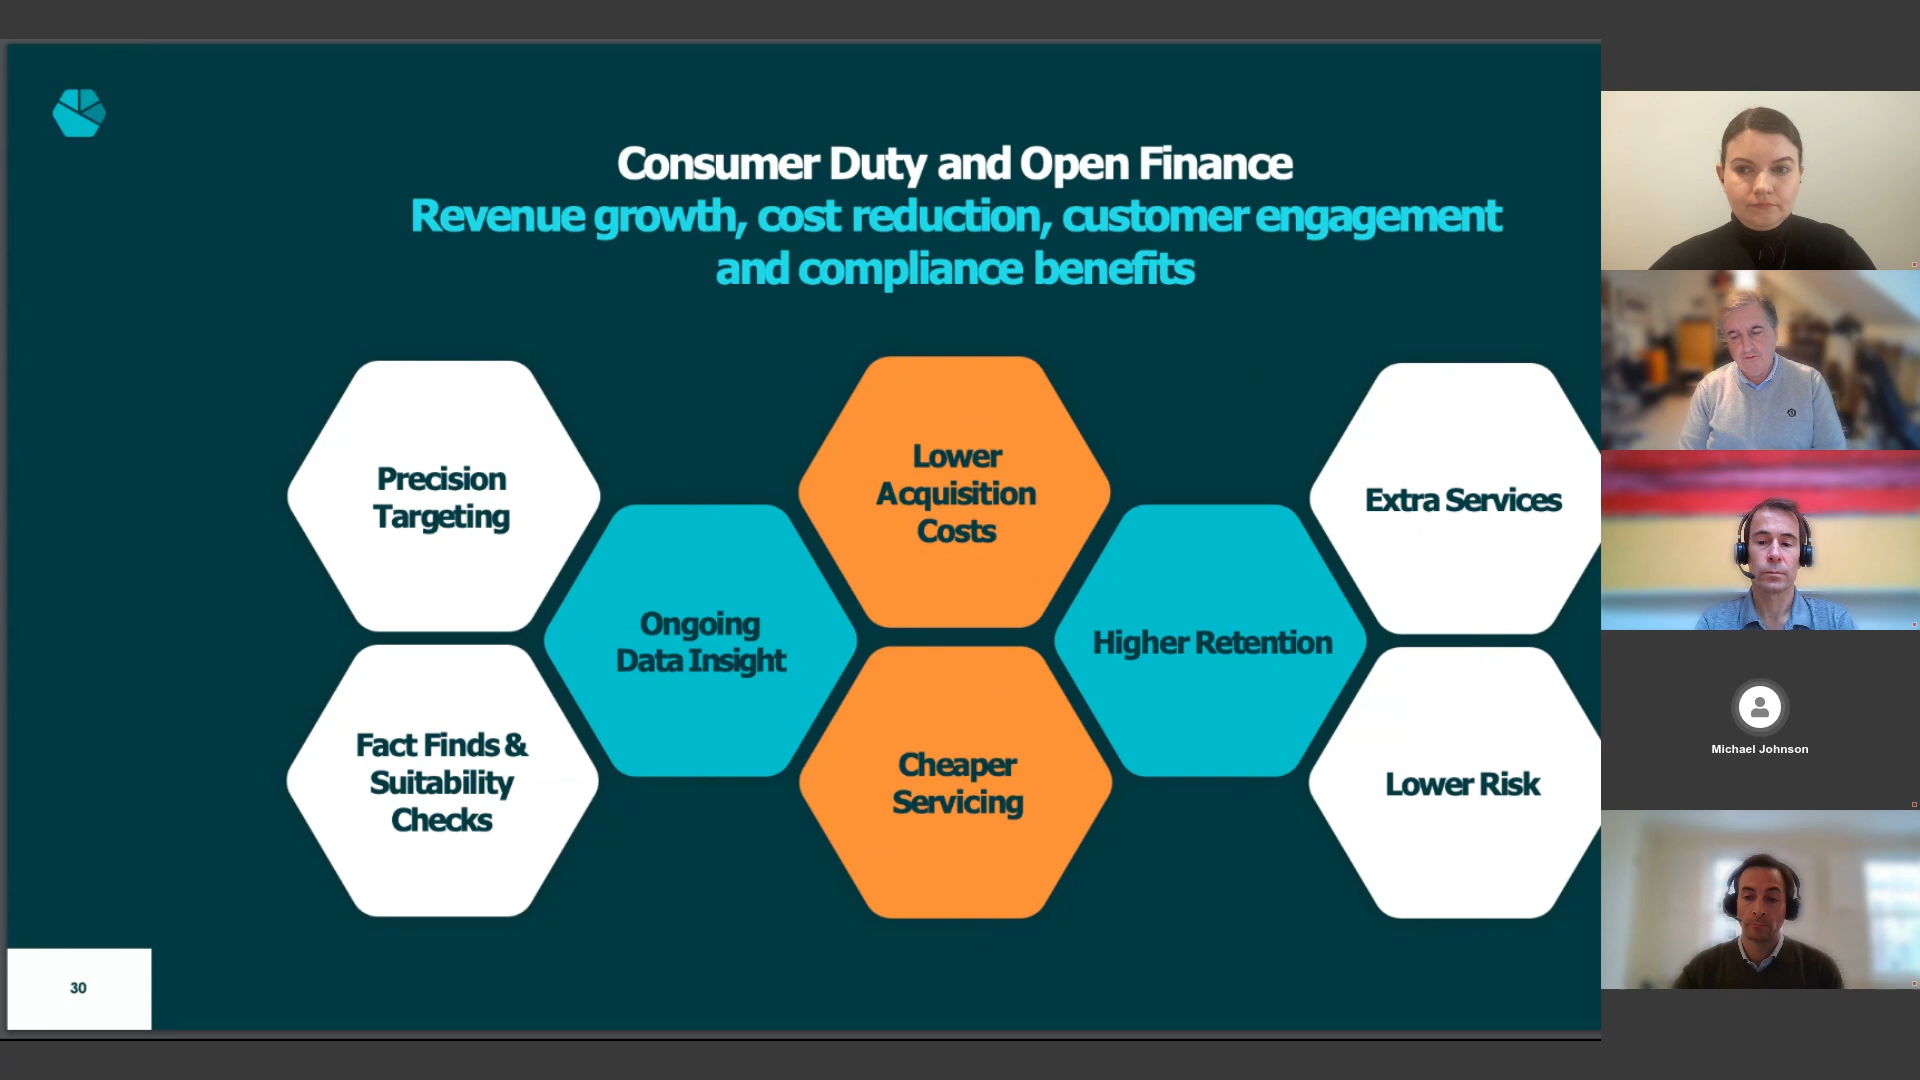 Consumer Duty and Open Finance
Revenue growth, cost reduction, customer engagement
and compliance benefits
Precision
Targeting
Lower
Acquisition
Costs
Extra Services
Ongoing
Data Insight
Higher Retention
Fact Finds &
Suitability
Checks
Cheaper
Servicing
Lower Risk
30
Michael Johnson